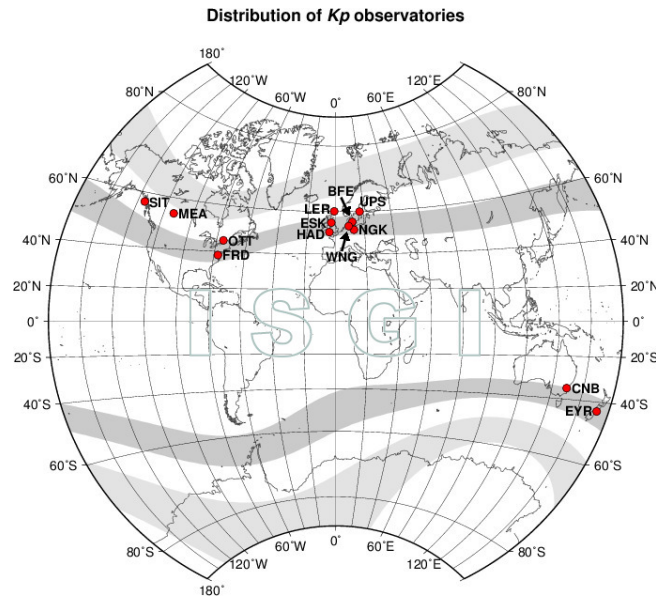 Distribution of Kp observatories
180˚
120˚W
120˚E
60˚W
60˚E
0˚
80˚N
80˚N
60˚N
60˚N
BFE
SIT
LER
UPS
MEA
ESK
NGK
HAD
OTT
40˚N
40˚N
FRD
WNG
20˚N
20˚N
ISGI
0˚
0˚
20˚S
20˚S
CNB
40˚S
EYR
40˚S
60˚S
60˚S
80˚S
80˚S
0˚
60˚W
60˚E
120˚W
120˚E
180˚